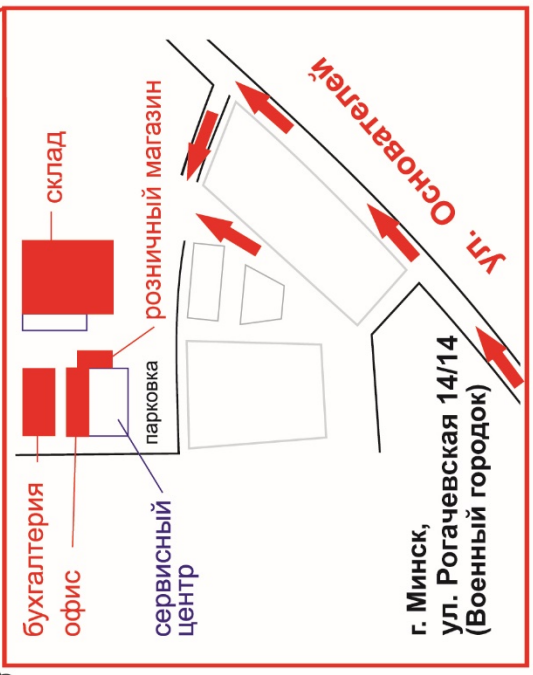 бухгалтерия
офис
сервисный
центр
парковка
склад
розничный магазин
ул. Основателей
г. Минск,
ул. Рогачевская 14/14
(Военный городок)